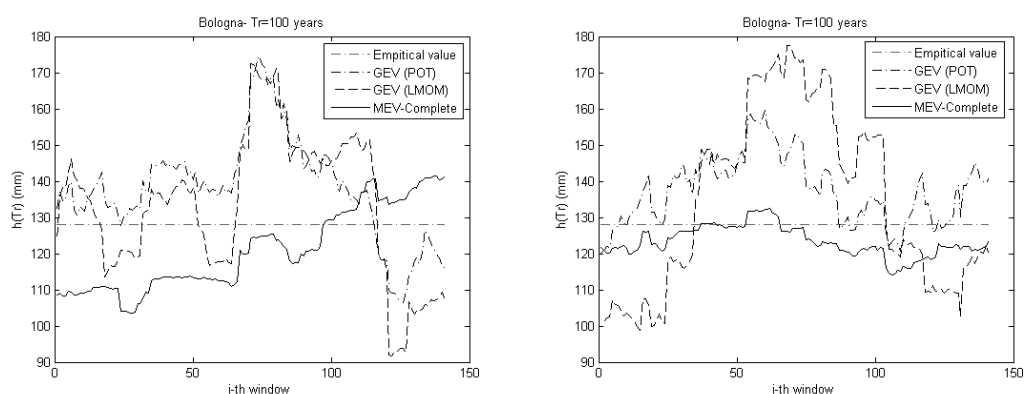 Bologna- Tr=100 years
180
170
160
150
140
130
120
110
100
90
h(Tr) (mm)
0
50
100
150
i-th window
Empitical value
GEV (POT)
GEV (LMOM)
MEV-Complete
Bologna- Tr=100 years
180
170
160
150
140
130
120
110
100
90
h(Tr) (mm)
0
50
100
150
i-th window
Empitical value
GEV (POT)
GEV (LMOM)
MEV-Complete